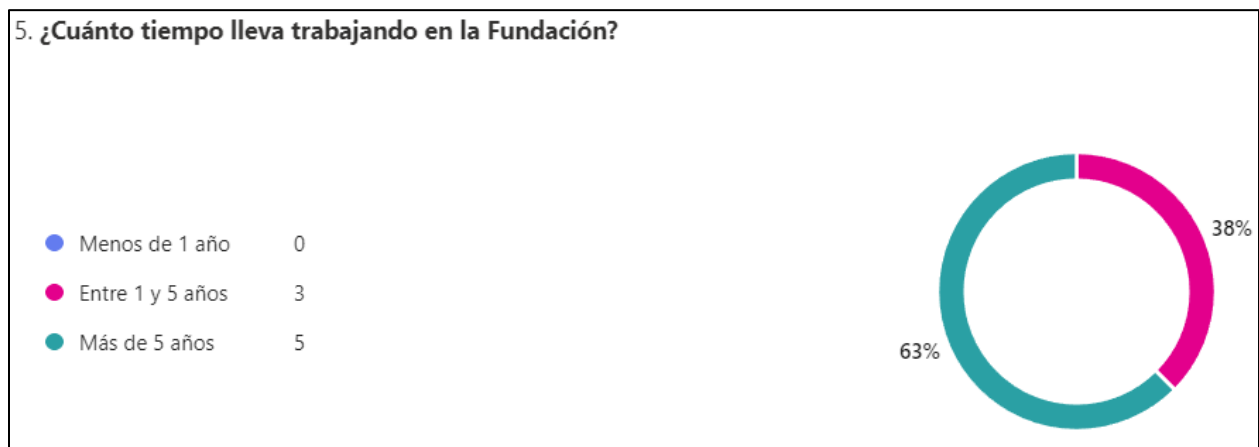 5. ¿Cuánto tiempo lleva trabajando en la Fundación?
Menos de 1 año 0
Entre 1 y 5 años 3
Más de 5 años 5
38%
63%